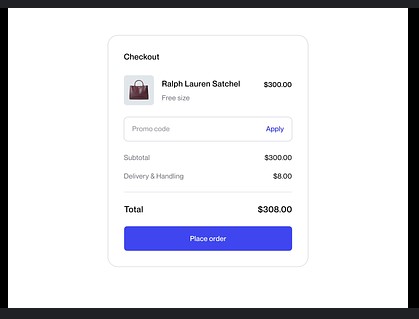 Checkout
Ralph Lauren Satchel $300.00
Free size
Promo code Apply
Subtotal $300.00
Delivery & Handling $8.00
Total $308.00
Place order